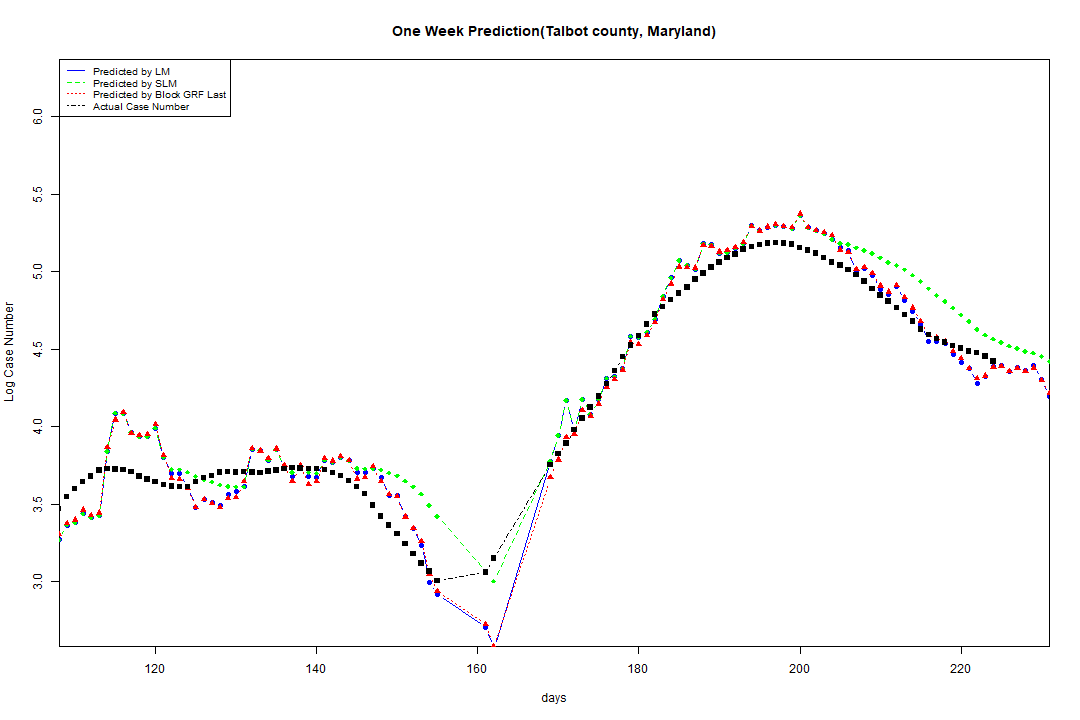 One Week Prediction(Talbot county, Maryland)
Predicted by LM
Predicted by SLM
Predicted by Block GRF Last
Actual Case Number
6.0
5.5
5.0
4.5
4.0
3.5
3.0
Log Case Number
120 140 160 180 200 220
days